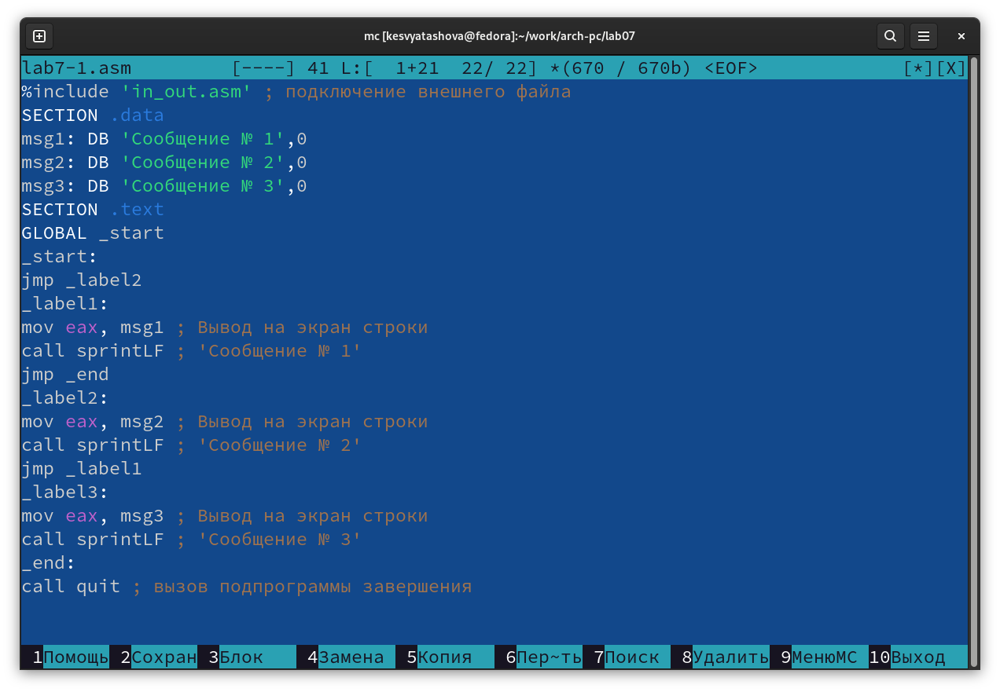 mc [kesvyatashova@fedora]:~/work/arch-pc/lab07
lab7-1.asm [----] 41 L:[ 1+21 22/ 22] *(670 / 670b) <EOF> [*][X]
%include 'in_out.asm' ; подключение внешнего файла
SECTION .data
msg1: DB 'Сообщение № 1',0
msg2: DB 'Сообщение № 2',0
msg3: DB 'Сообщение № 3',0
SECTION .text
GLOBAL _start
_start:
jmp _label2
_label1:
mov eax, msg1 ; Вывод на экран строки
call sprintLF ; 'Сообщение № 1'
jmp _end
_label2:
mov eax, msg2 ; Вывод на экран строки
call sprintLF ; 'Сообщение № 2'
jmp _label1
_label3:
mov eax, msg3 ; Вывод на экран строки
call sprintLF ; 'Сообщение № 3'
_end:
call quit ; вызов подпрограммы завершения
1Помощь 2Сохран 3Блок 4Замена 5Копия 6Пер~ть 7Поиск 8Удалить 9МенюMC 10Выход